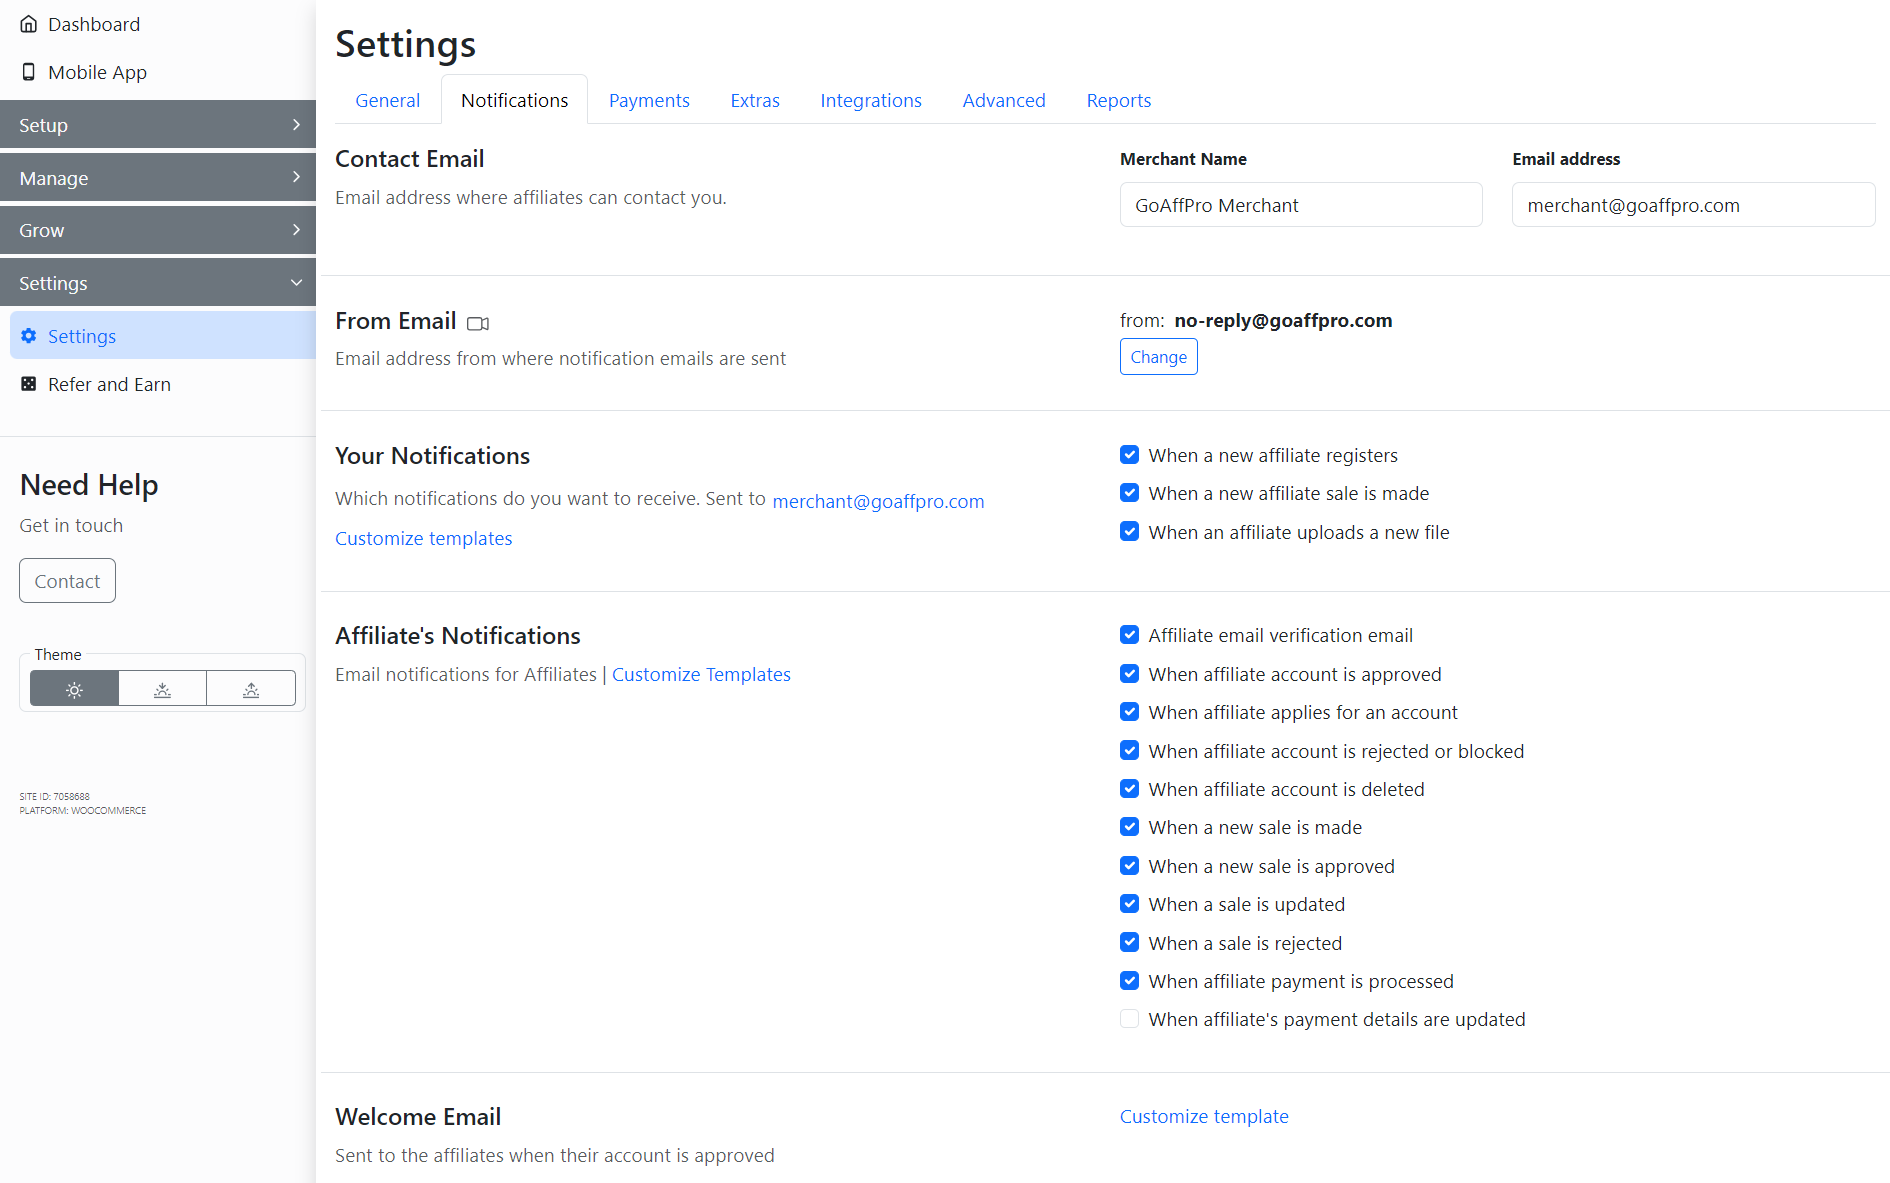 Dashboard
Mobile App
Setup
Manage
Grow
Settings
Settings
Refer and Earn
Need Help
Get in touch
Contact
Theme
SITE ID: 7058688
PLATFORM: WOOCOMMERCE
Settings
General Notifications Payments Extras Integrations Advanced Reports
Contact Email
Email address where affiliates can contact you.
Merchant Name
GoAffPro Merchant
Email address
merchant@goaffpro.com
From Email
Email address from where notification emails are sent
from: no-reply@goaffpro.com
Change
Your Notifications
Which notifications do you want to receive. Sent to merchant@goaffpro.com
Customize templates
When a new affiliate registers
When a new affiliate sale is made
When an affiliate uploads a new file
Affiliate's Notifications
Email notifications for Affiliates | Customize Templates
Affiliate email verification email
When affiliate account is approved
When affiliate applies for an account
When affiliate account is rejected or blocked
When affiliate account is deleted
When a new sale is made
When a new sale is approved
When a sale is updated
When a sale is rejected
When affiliate payment is processed
When affiliate's payment details are updated
Welcome Email
Sent to the affiliates when their account is approved
Customize template